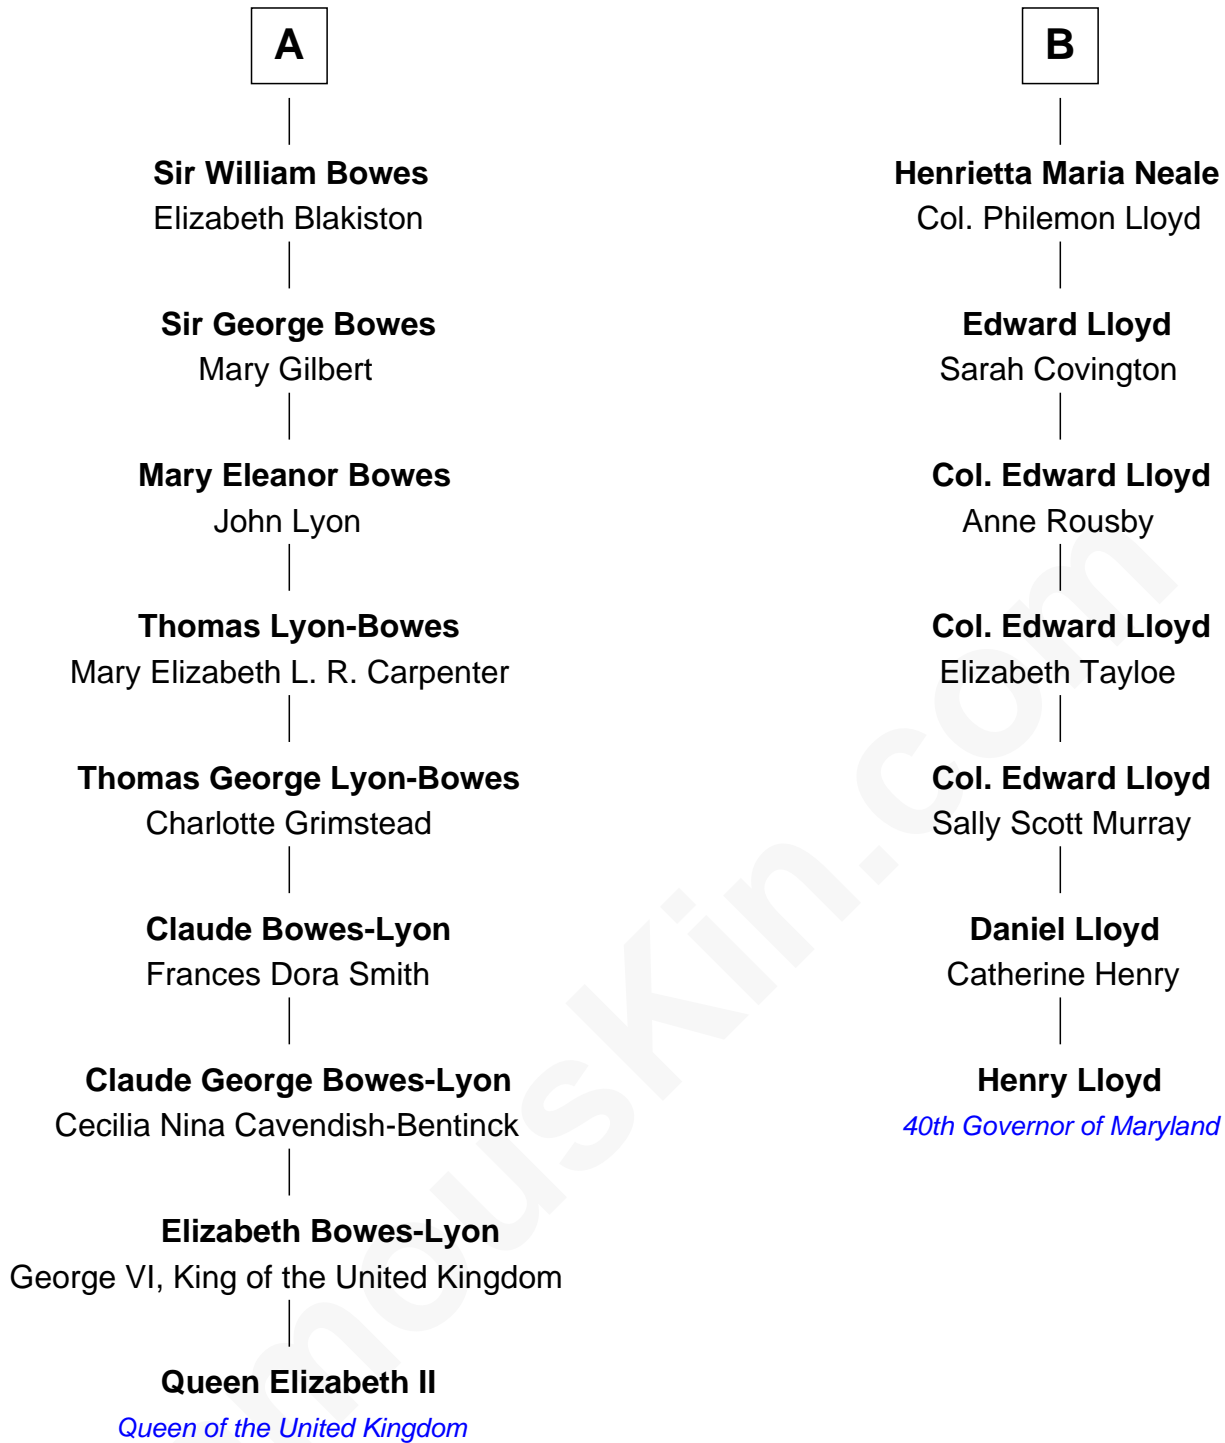 A
Sir William Bowes
Elizabeth Blakiston
Sir George Bowes
Mary Gilbert
Mary Eleanor Bowes
John Lyon
Thomas Lyon-Bowes
Mary Elizabeth L. R. Carpenter
Thomas George Lyon-Bowes
Charlotte Grimstead
Claude Bowes-Lyon
Frances Dora Smith
Claude George Bowes-Lyon
Cecilia Nina Cavendish-Bentinck
Elizabeth Bowes-Lyon
George VI, King of the United Kingdom
Queen Elizabeth II
Queen of the United Kingdom
B
Henrietta Maria Neale
Col. Philemon Lloyd
Edward Lloyd
Sarah Covington
Col. Edward Lloyd
Anne Rousby
Col. Edward Lloyd
Elizabeth Tayloe
Col. Edward Lloyd
Sally Scott Murray
Daniel Lloyd
Catherine Henry
Henry Lloyd
40th Governor of Maryland
mousKin.com